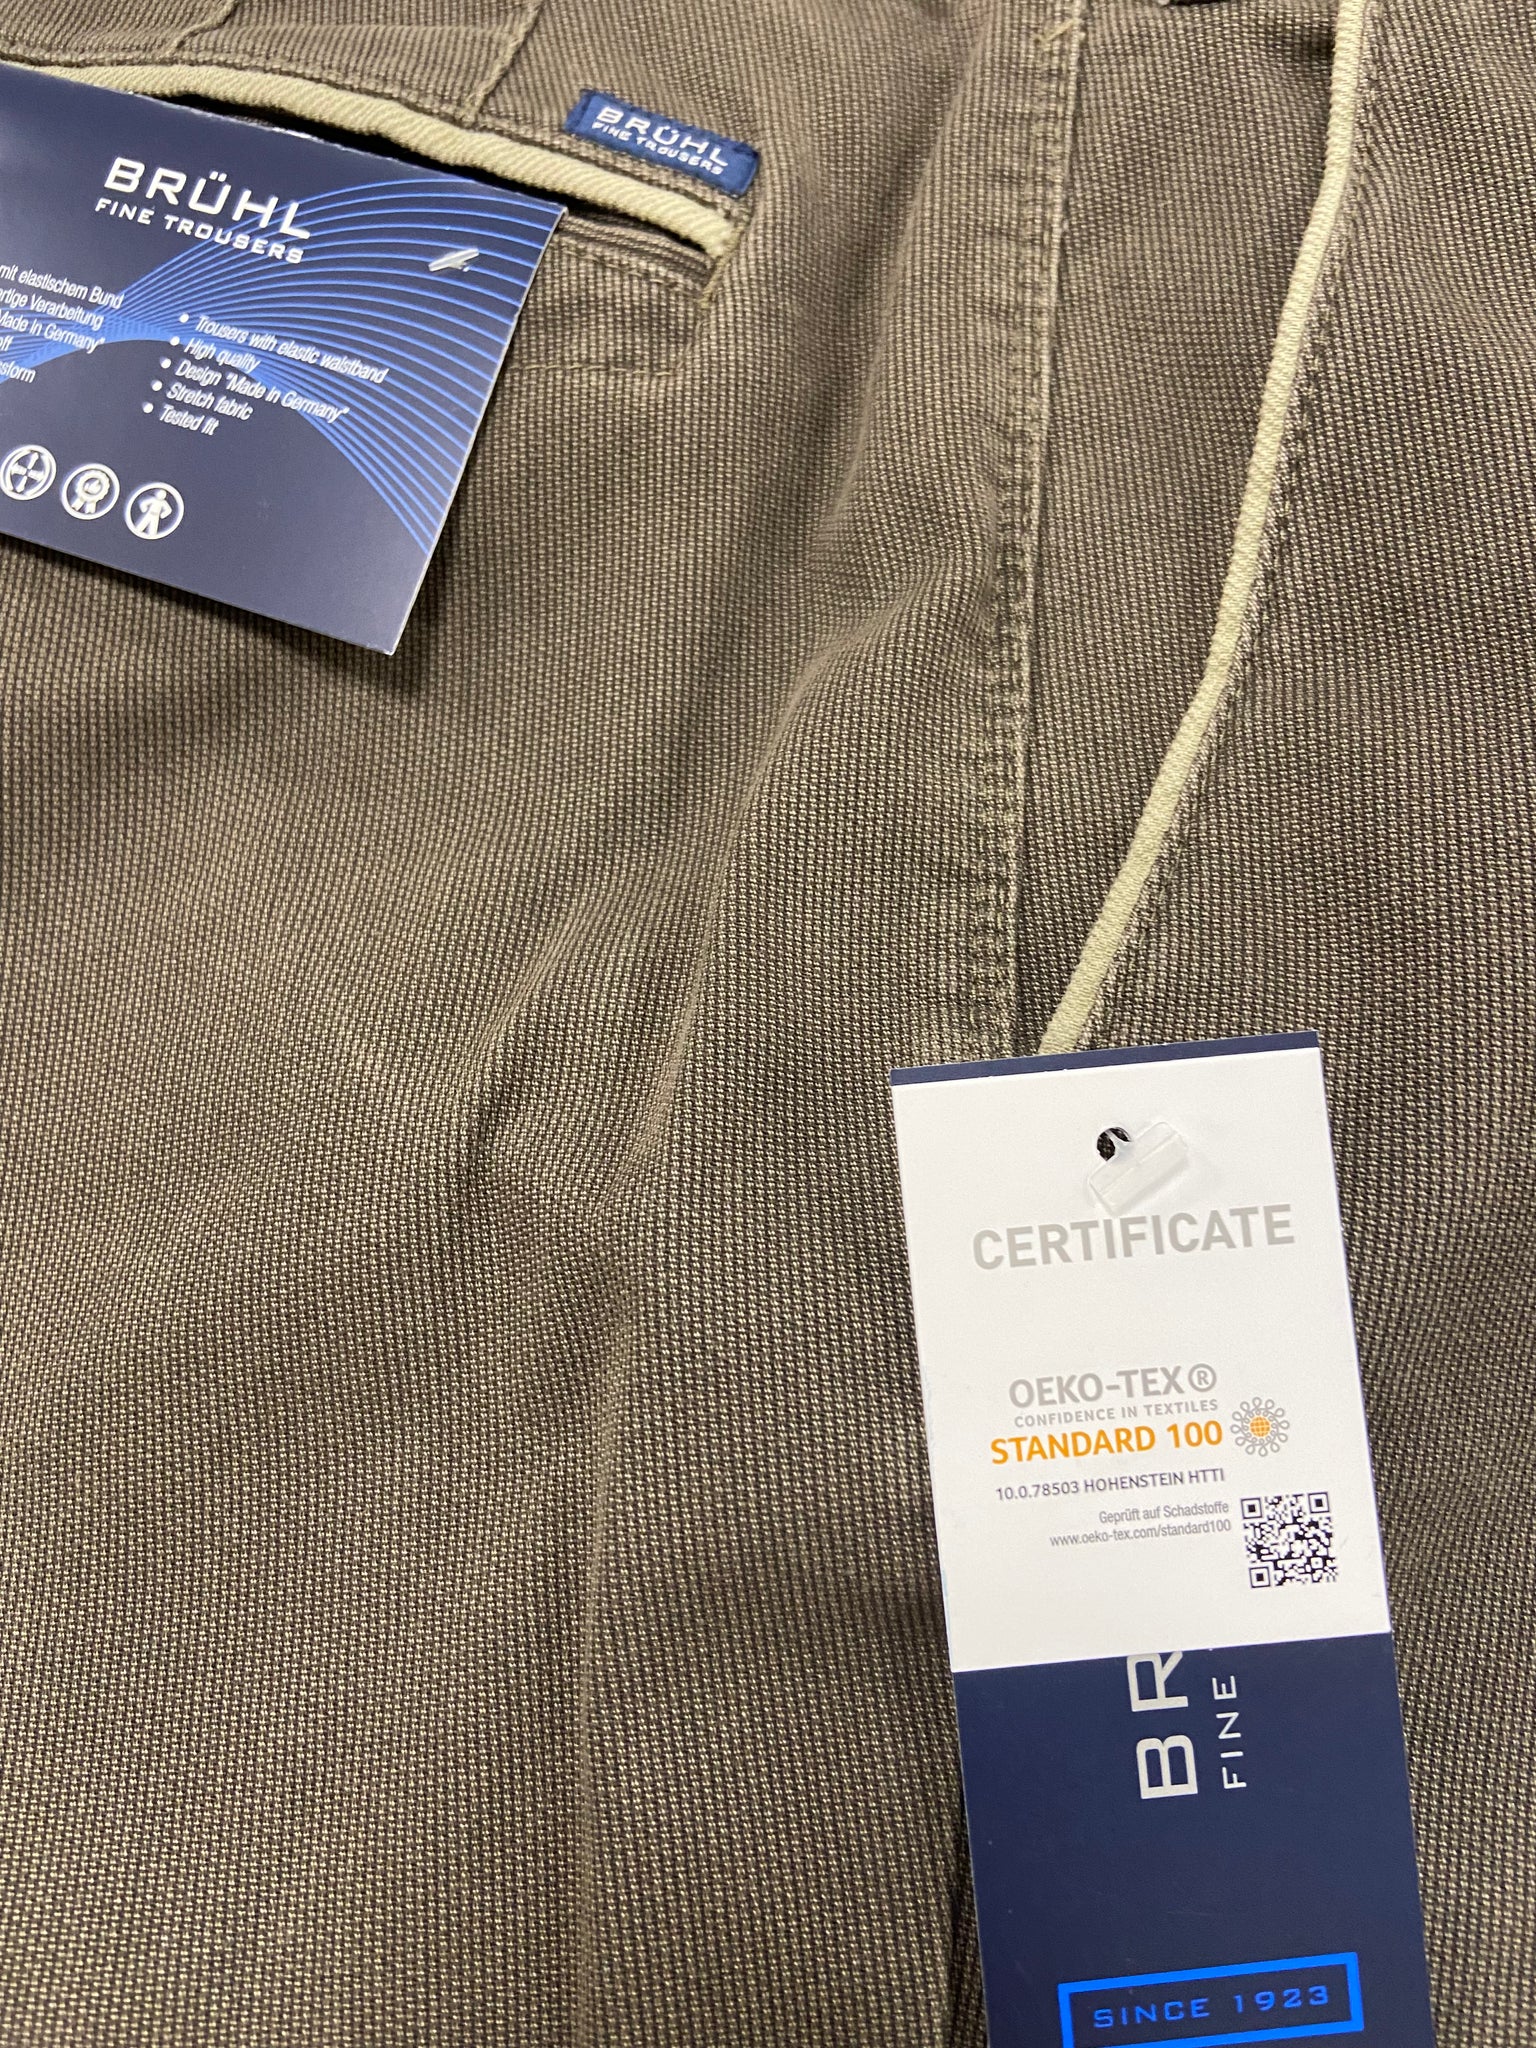 BRÜHL
FINE TROUSERS
BRÜHL
FINE TROUSERS
mit elastischem Bund
Verarbeitung
Made in Germany"
• Trousers with elastic waistband
• High quality
• Design "Made in Germany"
• Stretch fabric
• Tested fit
CERTIFICATE
OEKO-TEX®
CONFIDENCE IN TEXTILES
STANDARD 100
10.0.78503 HOHENSTEIN HTTI
Geprüft auf Schadstoffe
www.oeko-tex.com/standard100
BR
FINE
SINCE 1923